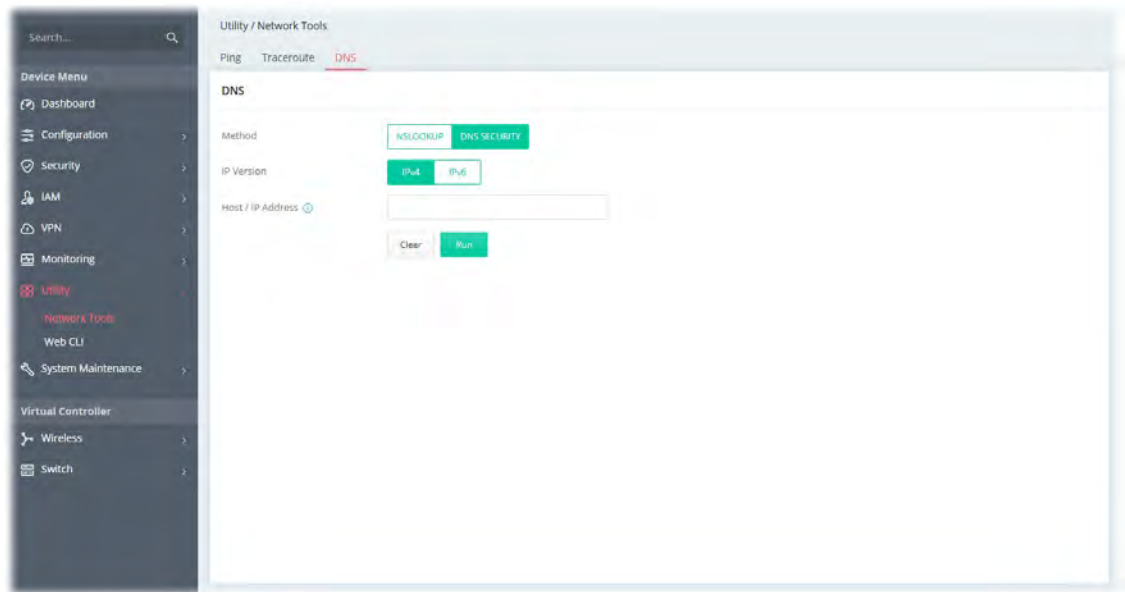 Search...
Device Menu
Dashboard
Configuration
Security
IAM
VPN
Monitoring
Utility
Network Tools
Web CLI
System Maintenance
Virtual Controller
Wireless
Switch
Utility / Network Tools
Ping Traceroute DNS
DNS
Method NSLOOKUP DNS SECURITY
IP Version IPv4 IPv6
Host / IP Address
Clear Run